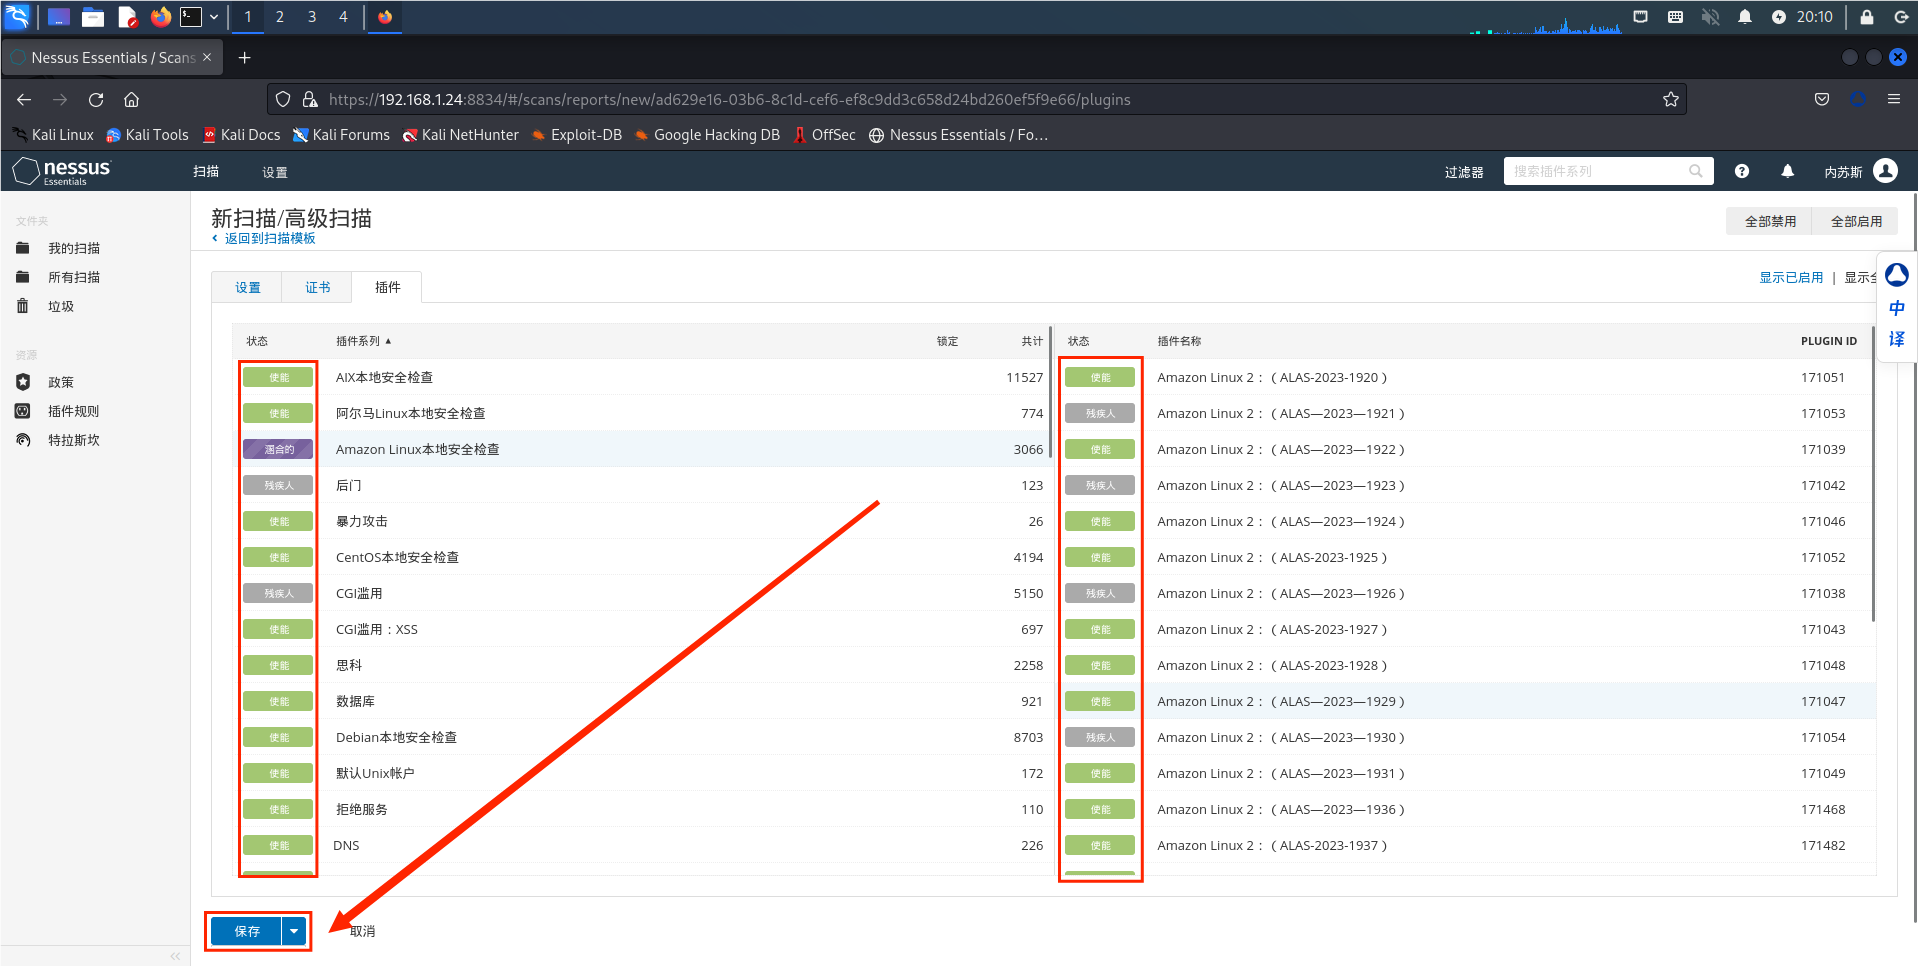 1 2 3 4 20:10
Nessus Essentials / Scans
https://192.168.1.24:8834/#/scans/reports/new/ad629e16-03b6-8c1d-cef6-ef8c9dd3c658d24bd260ef5f9e66/plugins
Kali Linux Kali Tools Kali Docs Kali Forums Kali NetHunter Exploit-DB Google Hacking DB OffSec Nessus Essentials / Fo…
nessus Essentials 扫描 设置 过滤器 搜索插件系列 内苏斯
文件夹
我的扫描
所有扫描
垃圾
资源
政策
插件规则
特拉斯坎
新扫描/高级扫描
返回到扫描模板
全部禁用 全部启用
设置 证书 插件
显示已启用 | 显示全
中
译
状态 插件系列 ▲ 锁定 共计 状态 插件名称 PLUGIN ID
使能 AIX本地安全检查 11527 使能 Amazon Linux 2：（ALAS-2023-1920） 171051
使能 阿尔马Linux本地安全检查 774 残疾人 Amazon Linux 2：（ALAS—2023—1921） 171053
混合的 Amazon Linux本地安全检查 3066 使能 Amazon Linux 2：（ALAS—2023—1922） 171039
残疾人 后门 123 残疾人 Amazon Linux 2：（ALAS—2023—1923） 171042
使能 暴力攻击 26 使能 Amazon Linux 2：（ALAS—2023—1924） 171046
使能 CentOS本地安全检查 4194 使能 Amazon Linux 2：（ALAS-2023-1925） 171052
残疾人 CGI滥用 5150 残疾人 Amazon Linux 2：（ALAS—2023—1926） 171038
使能 CGI滥用：XSS 697 使能 Amazon Linux 2：（ALAS-2023-1927） 171043
使能 思科 2258 使能 Amazon Linux 2：（ALAS-2023-1928） 171048
使能 数据库 921 使能 Amazon Linux 2：（ALAS—2023—1929） 171047
使能 Debian本地安全检查 8703 残疾人 Amazon Linux 2：（ALAS—2023—1930） 171054
使能 默认Unix帐户 172 使能 Amazon Linux 2：（ALAS—2023—1931） 171049
使能 拒绝服务 110 使能 Amazon Linux 2：（ALAS—2023—1936） 171468
使能 DNS 226 使能 Amazon Linux 2：（ALAS-2023-1937） 171482
保存 取消